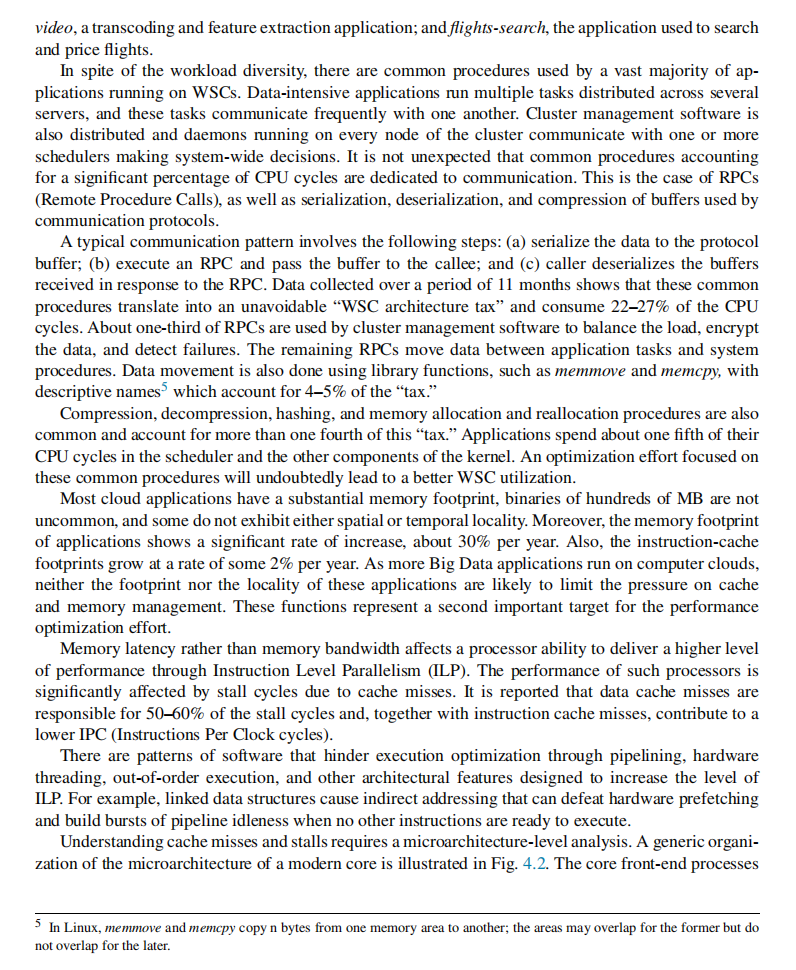 video, a transcoding and feature extraction application; and flights-search, the application used to search
and price flights.
In spite of the workload diversity, there are common procedures used by a vast majority of ap-
plications running on WSCs. Data-intensive applications run multiple tasks distributed across several
servers, and these tasks communicate frequently with one another. Cluster management software is
also distributed and daemons running on every node of the cluster communicate with one or more
schedulers making system-wide decisions. It is not unexpected that common procedures accounting
for a significant percentage of CPU cycles are dedicated to communication. This is the case of RPCs
(Remote Procedure Calls), as well as serialization, deserialization, and compression of buffers used by
communication protocols.
A typical communication pattern involves the following steps: (a) serialize the data to the protocol
buffer; (b) execute an RPC and pass the buffer to the callee; and (c) caller deserializes the buffers
received in response to the RPC. Data collected over a period of 11 months shows that these common
procedures translate into an unavoidable “WSC architecture tax” and consume 22–27% of the CPU
cycles. About one-third of RPCs are used by cluster management software to balance the load, encrypt
the data, and detect failures. The remaining RPCs move data between application tasks and system
procedures. Data movement is also done using library functions, such as memmove and memcpy, with
descriptive names5 which account for 4–5% of the “tax.”
Compression, decompression, hashing, and memory allocation and reallocation procedures are also
common and account for more than one fourth of this “tax.” Applications spend about one fifth of their
CPU cycles in the scheduler and the other components of the kernel. An optimization effort focused on
these common procedures will undoubtedly lead to a better WSC utilization.
Most cloud applications have a substantial memory footprint, binaries of hundreds of MB are not
uncommon, and some do not exhibit either spatial or temporal locality. Moreover, the memory footprint
of applications shows a significant rate of increase, about 30% per year. Also, the instruction-cache
footprints grow at a rate of some 2% per year. As more Big Data applications run on computer clouds,
neither the footprint nor the locality of these applications are likely to limit the pressure on cache
and memory management. These functions represent a second important target for the performance
optimization effort.
Memory latency rather than memory bandwidth affects a processor ability to deliver a higher level
of performance through Instruction Level Parallelism (ILP). The performance of such processors is
significantly affected by stall cycles due to cache misses. It is reported that data cache misses are
responsible for 50–60% of the stall cycles and, together with instruction cache misses, contribute to a
lower IPC (Instructions Per Clock cycles).
There are patterns of software that hinder execution optimization through pipelining, hardware
threading, out-of-order execution, and other architectural features designed to increase the level of
ILP. For example, linked data structures cause indirect addressing that can defeat hardware prefetching
and build bursts of pipeline idleness when no other instructions are ready to execute.
Understanding cache misses and stalls requires a microarchitecture-level analysis. A generic organi-
zation of the microarchitecture of a modern core is illustrated in Fig. 4.2. The core front-end processes
5 In Linux, memmove and memcpy copy n bytes from one memory area to another; the areas may overlap for the former but do
not overlap for the later.